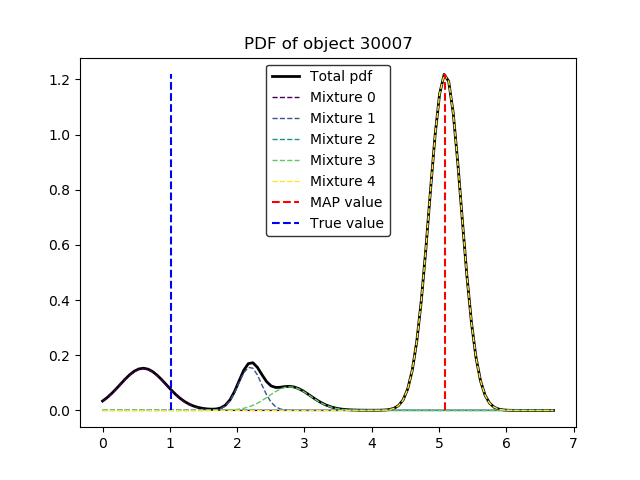 PDF of object 30007
Total pdf
Mixture 0
Mixture 1
Mixture 2
Mixture 3
Mixture 4
MAP value
True value
1.2
1.0
0.8
0.6
0.4
0.2
0.0
0 1 2 3 4 5 6 7